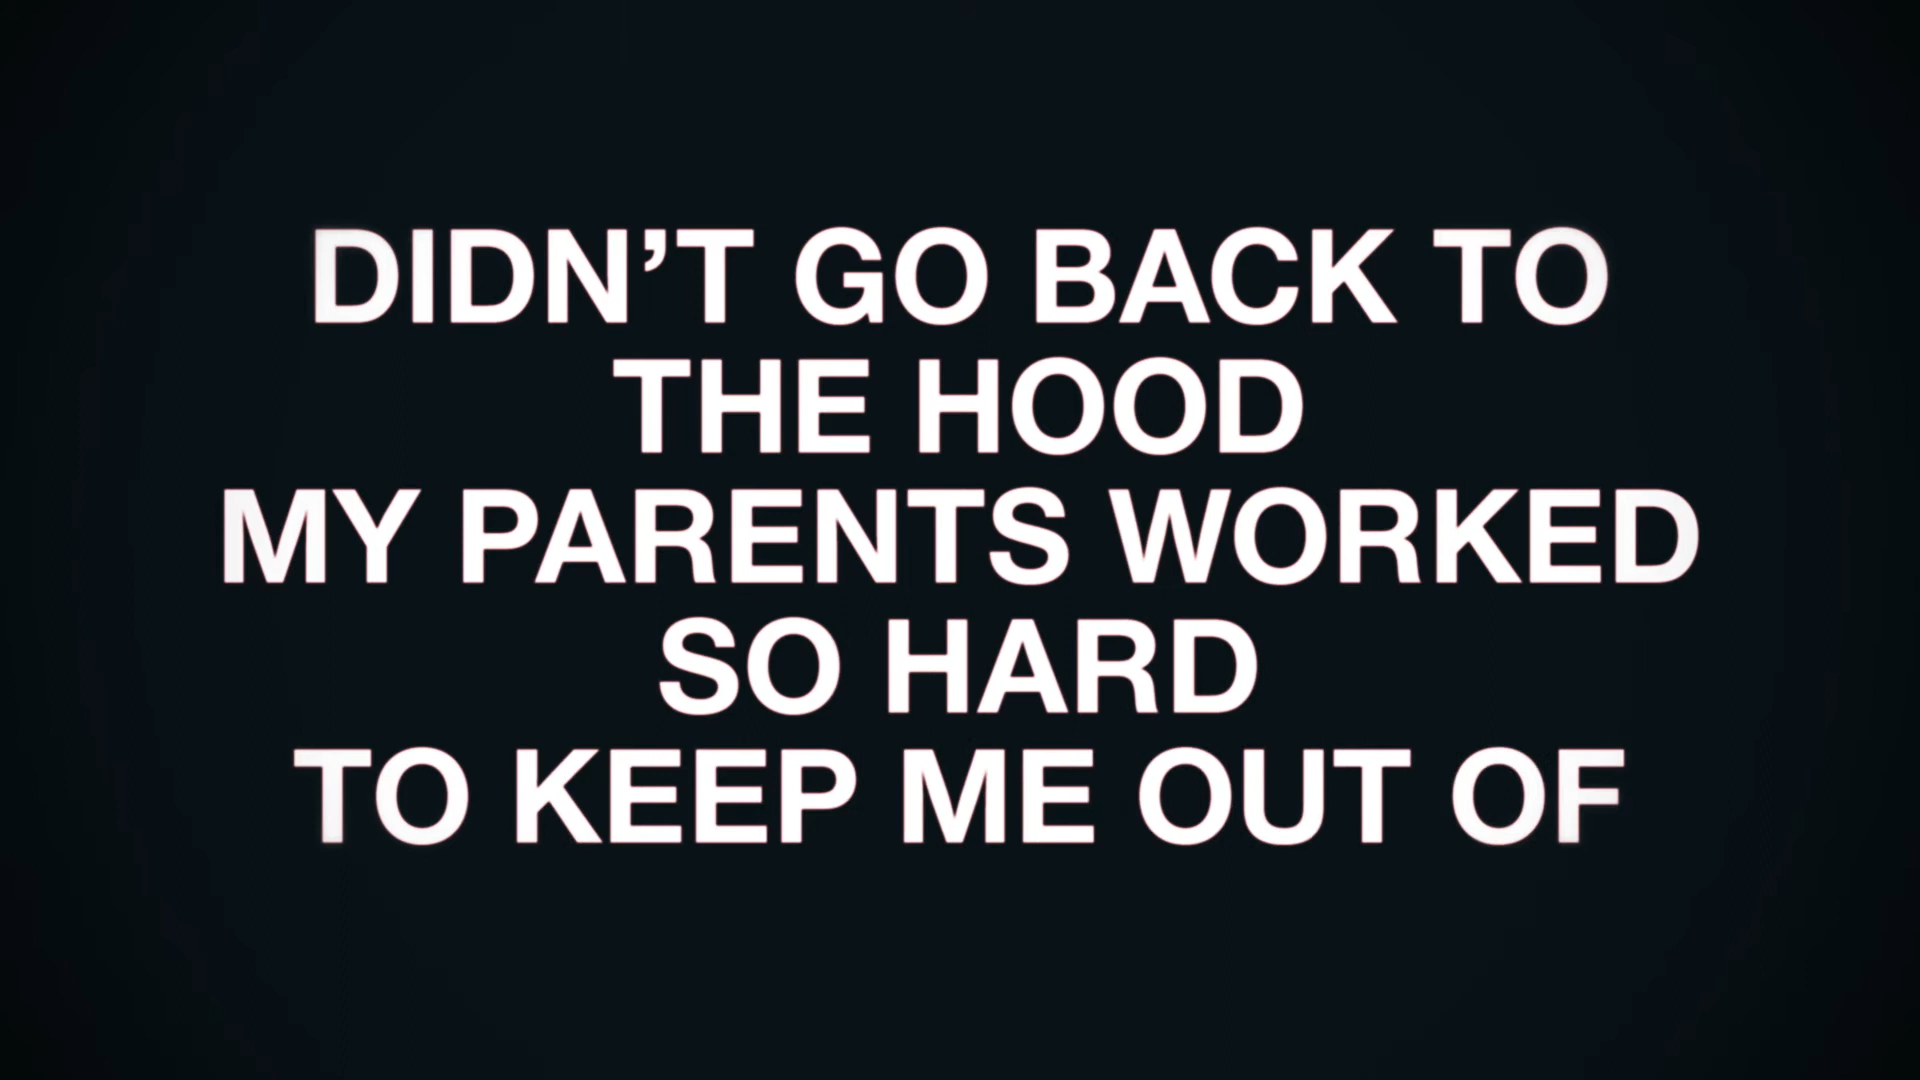 DIDN’T GO BACK TO
THE HOOD
MY PARENTS WORKED
SO HARD
TO KEEP ME OUT OF